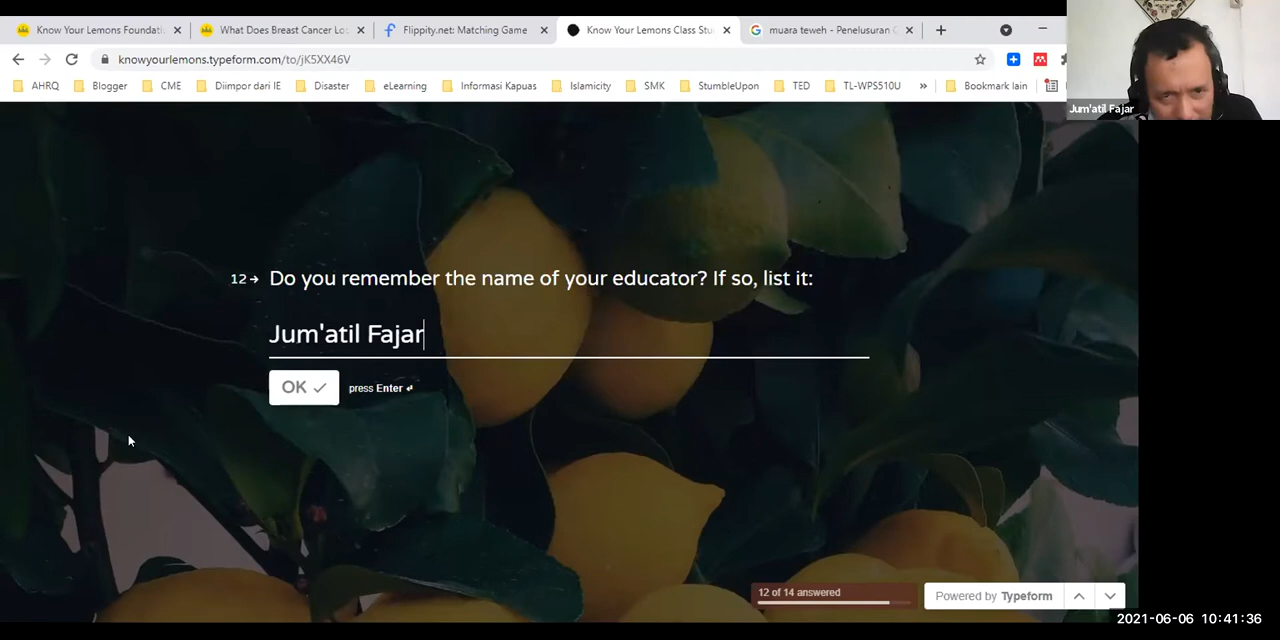 Know Your Lemons Foundati
What Does Breast Cancer Lo
Flippity.net: Matching Game
Know Your Lemons Class Stu
muara teweh - Penelusuran G
knowyourlemons.typeform.com/to/jK5XX46V
AHRQ
Blogger
CME
Diimpor dari IE
Disaster
eLearning
Informasi Kapuas
Islamicity
SMK
StumbleUpon
TED
TL-WPS510U
»
Bookmark lain
Jum'atil Fajar
12→ Do you remember the name of your educator? If so, list it:
Jum'atil Fajar
OK ✓ press Enter ↵
12 of 14 answered
Powered by Typeform
2021-06-06 10:41:36